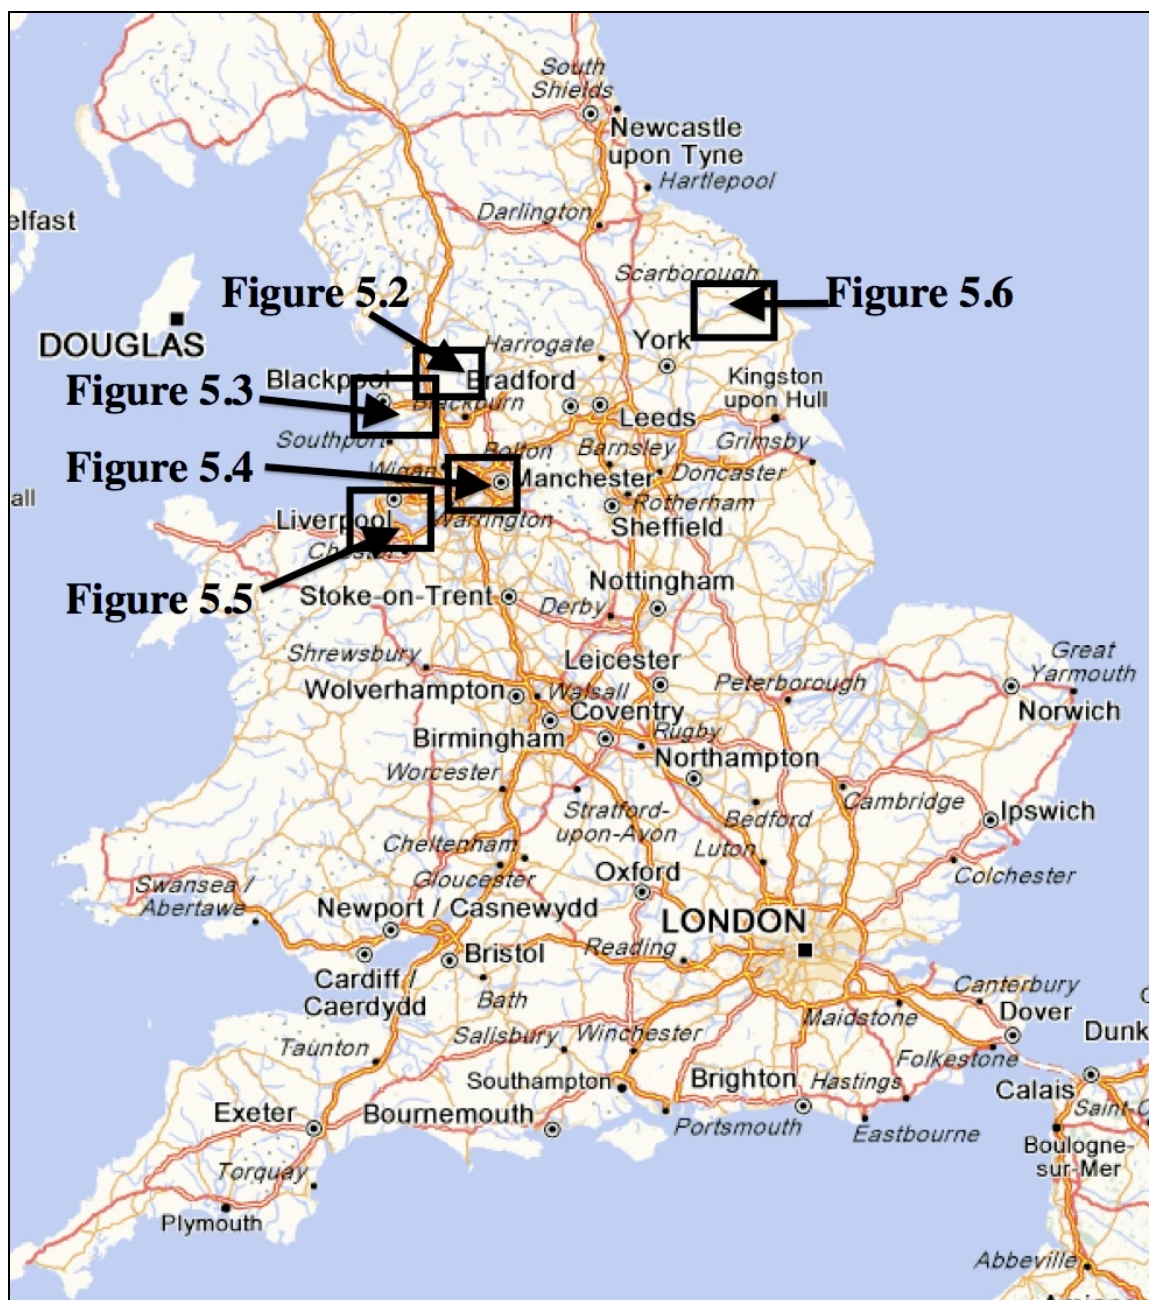 South
Shields
Newcastle
upon Tyne
Hartlepool
elfast
Darlington
Scarborough
Figure 5.2
Figure 5.6
DOUGLAS
Harrogate
York
Blackpool
Bradford
Kingston
upon Hull
Figure 5.3
Blackburn
Leeds
Southport
Bolton
Barnsley
Grimsby
Figure 5.4
Wigan
Manchester
Doncaster
all
Rotherham
Liverpool
Warrington
Sheffield
Chester
Figure 5.5
Stoke-on-Trent
Nottingham
Derby
Shrewsbury
Leicester
Great
Yarmouth
Wolverhampton
Walsall
Peterborough
Norwich
Coventry
Birmingham
Rugby
Northampton
Worcester
Stratford-
upon-Avon
Bedford
Cambridge
Ipswich
Cheltenham
Luton
Gloucester
Oxford
Colchester
Swansea /
Abertawe
Newport / Casnewydd
LONDON
Bristol
Reading
Cardiff /
Caerdydd
Bath
Canterbury
Maidstone
Dover
Dunk
Salisbury
Winchester
Taunton
Folkestone
Southampton
Brighton
Hastings
Calais
Exeter
Bournemouth
Portsmouth
Eastbourne
Boulogne-
sur-Mer
Torquay
Plymouth
Abbeville